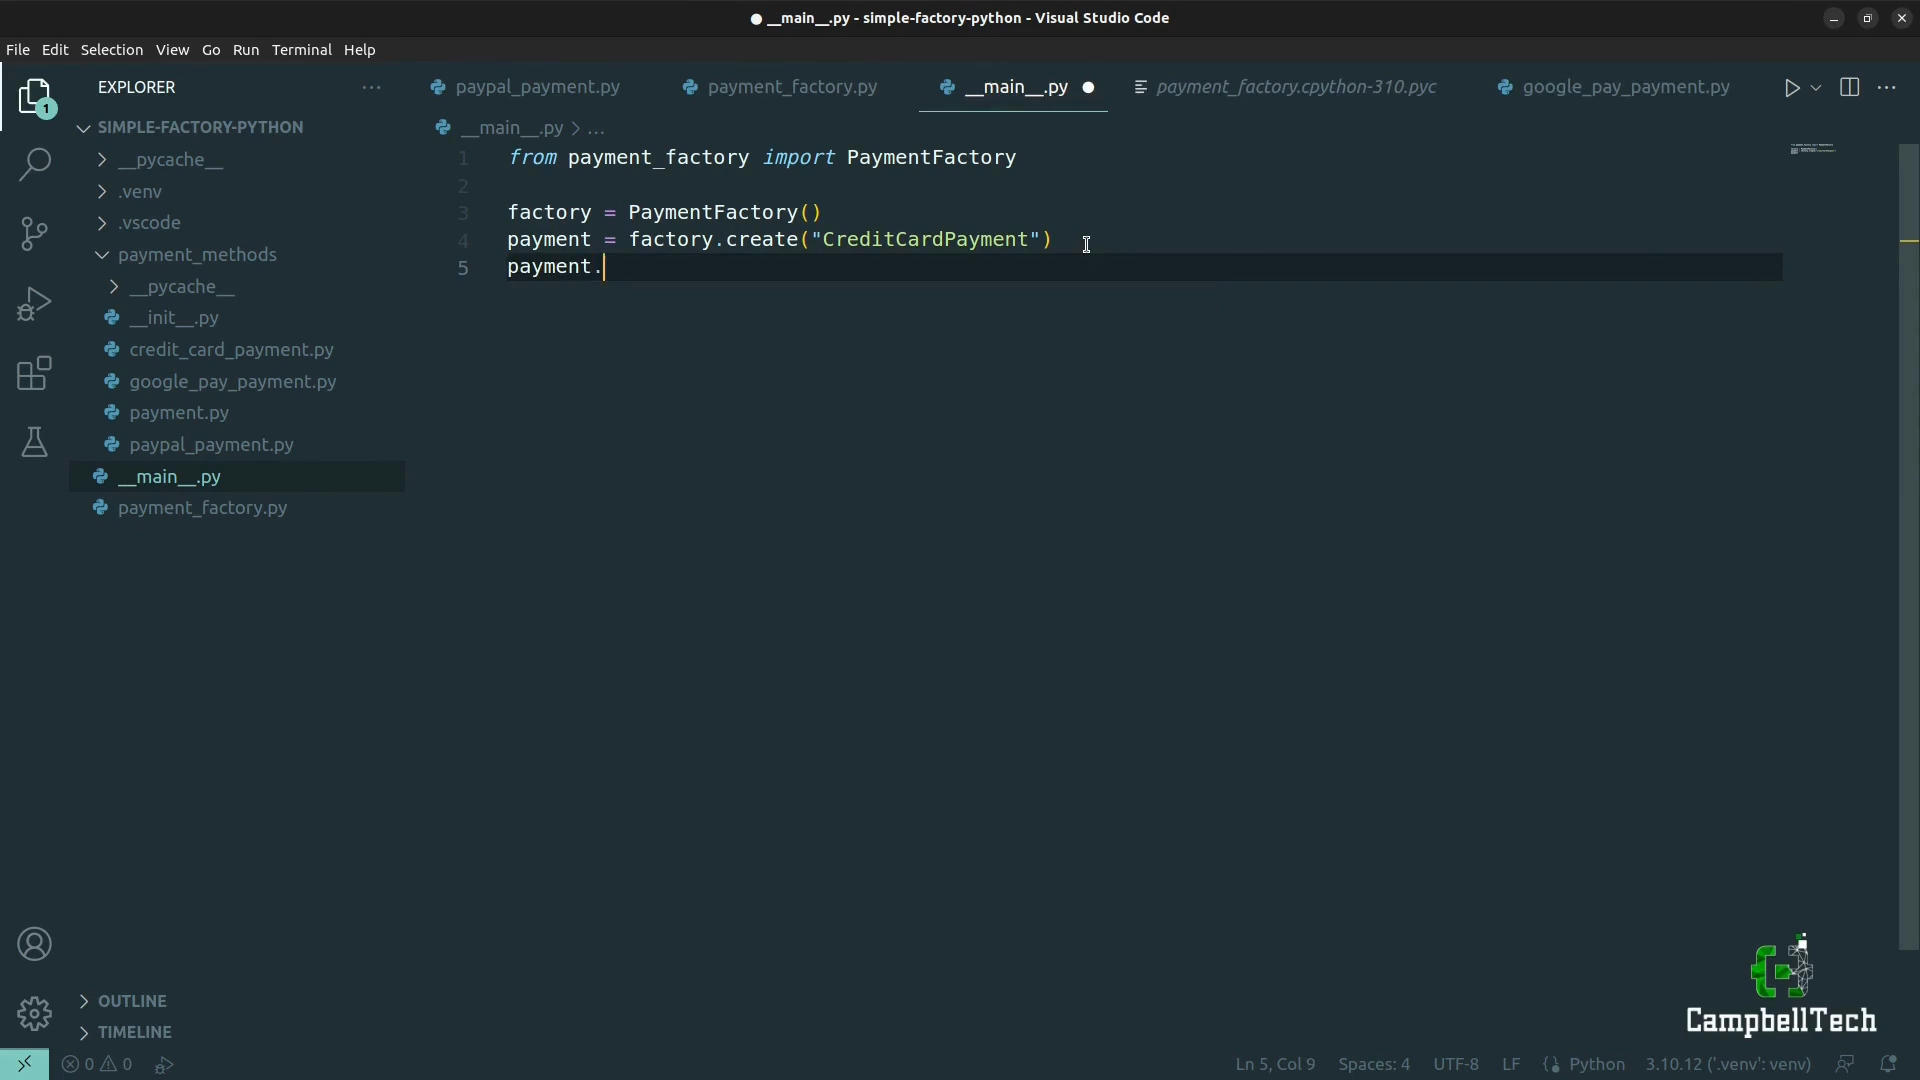 __main__.py - simple-factory-python - Visual Studio Code
File Edit Selection View Go Run Terminal Help
EXPLORER
1
SIMPLE-FACTORY-PYTHON
__pycache__
.venv
.vscode
payment_methods
__pycache__
__init__.py
credit_card_payment.py
google_pay_payment.py
payment.py
paypal_payment.py
__main__.py
payment_factory.py
OUTLINE
TIMELINE
paypal_payment.py payment_factory.py __main__.py payment_factory.cpython-310.pyc google_pay_payment.py
__main__.py > ...
1 from payment_factory import PaymentFactory
2
3 factory = PaymentFactory()
4 payment = factory.create("CreditCardPayment")
5 payment.
CampbellTech
0 0 Ln 5, Col 9 Spaces: 4 UTF-8 LF Python 3.10.12 ('.venv': venv)